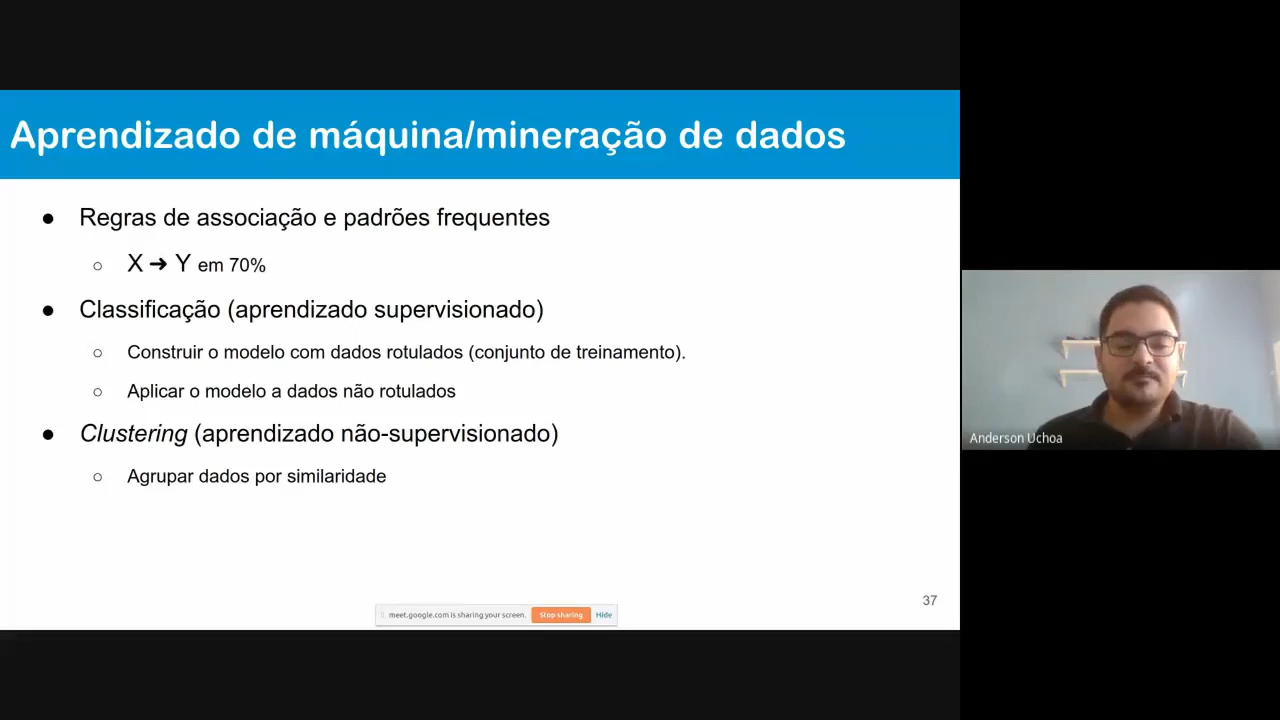 Aprendizado de máquina/mineração de dados
● Regras de associação e padrões frequentes
○ X ➜ Y em 70%
● Classificação (aprendizado supervisionado)
○ Construir o modelo com dados rotulados (conjunto de treinamento).
○ Aplicar o modelo a dados não rotulados
● Clustering (aprendizado não-supervisionado)
○ Agrupar dados por similaridade
37
meet.google.com is sharing your screen. Stop sharing Hide
Anderson Uchoa